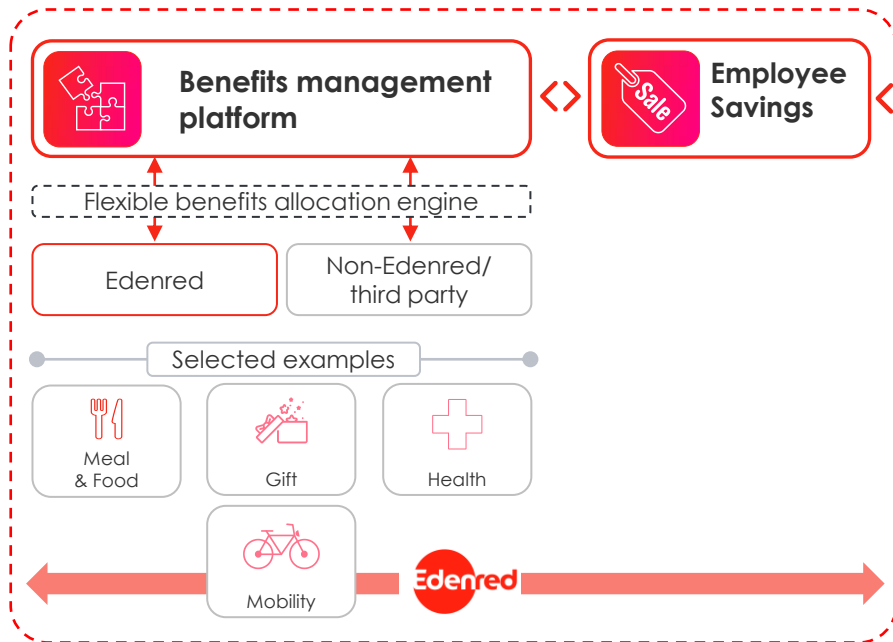 Benefits management
platform
Sale
Employee
Savings
Flexible benefits allocation engine
Edenred
Non-Edenred/
third party
Selected examples
Meal
& Food
Gift
Health
Mobility
Edenred